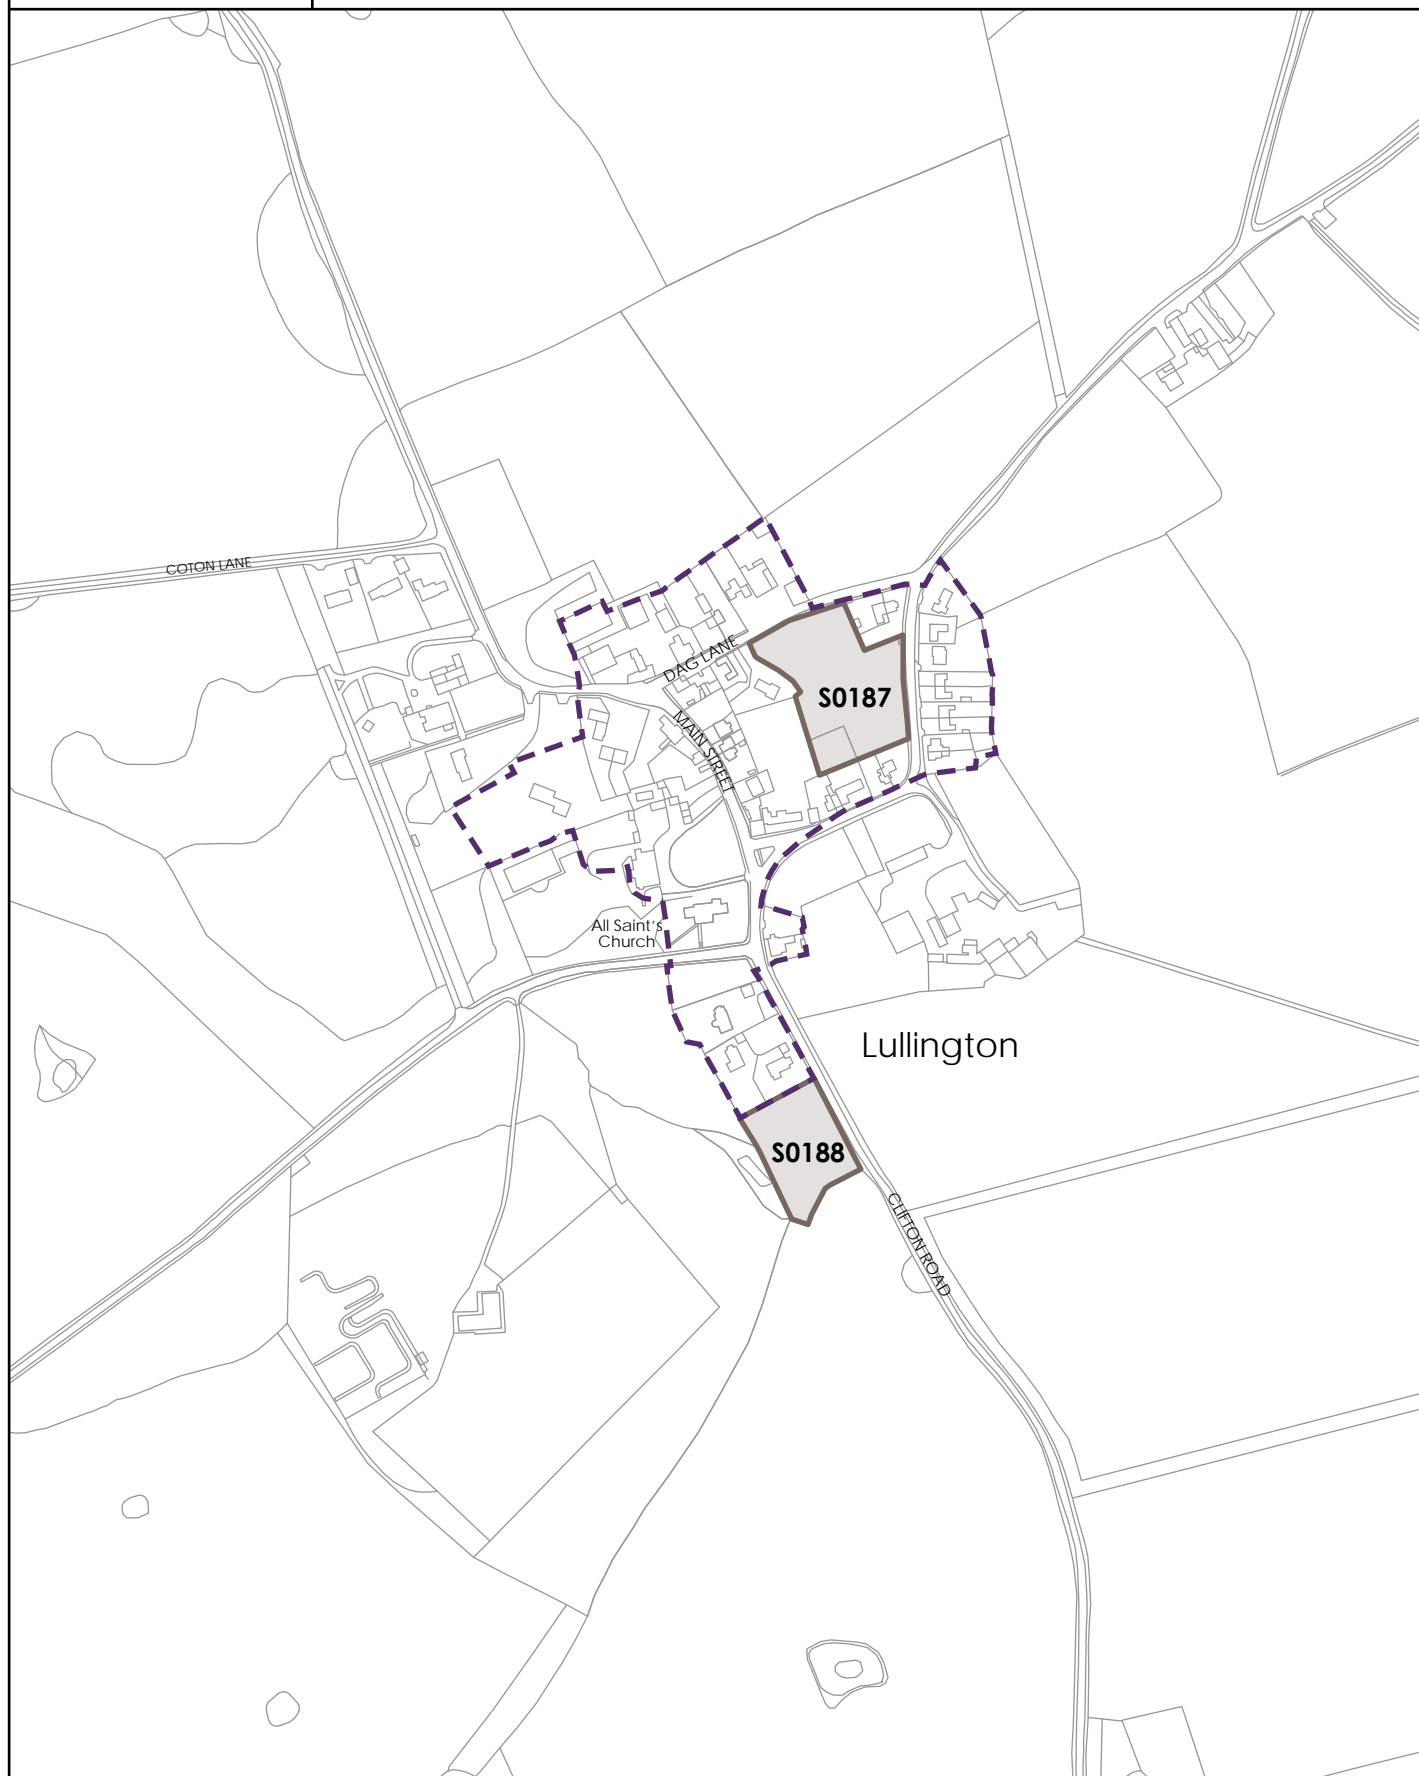 COTON LANE
DAG LANE
S0187
MAIN STREET
All Saint's
Church
Lullington
S0188
CLIFTON ROAD